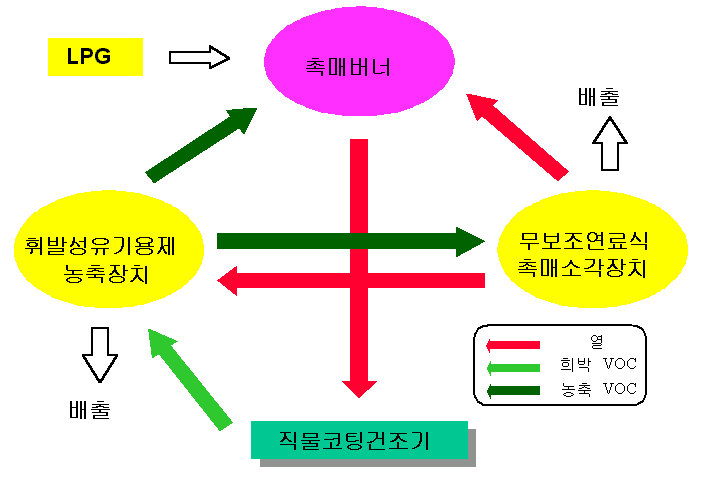 LPG
촉매버너
배출
휘발성유기용제
농축장치
무보조연료식
촉매소각장치
열
희박 VOC
농축 VOC
배출
직물코팅건조기